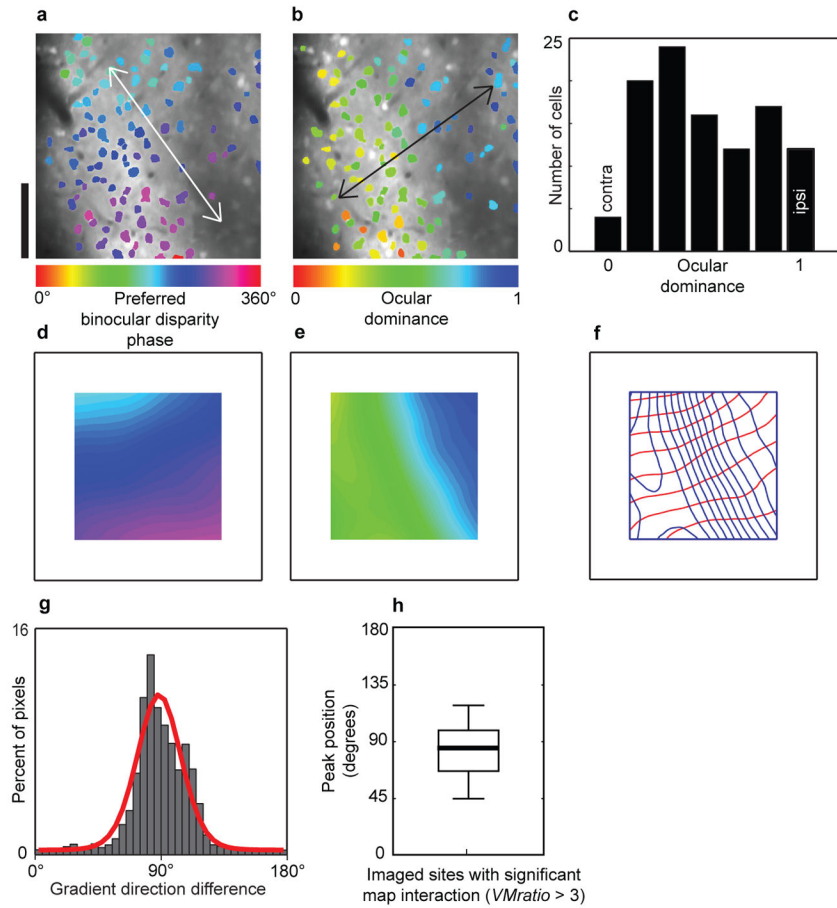 a
b
c
25
Number of cells
0
contra
ipsi
0
Ocular
dominance
1
0°
Preferred
binocular disparity
phase
360°
0
Ocular
dominance
1
d
e
f
g
16
Percent of pixels
0
0°
90°
180°
Gradient direction difference
h
180
135
90
45
0
Peak position
(degrees)
Imaged sites with significant
map interaction (VMratio > 3)